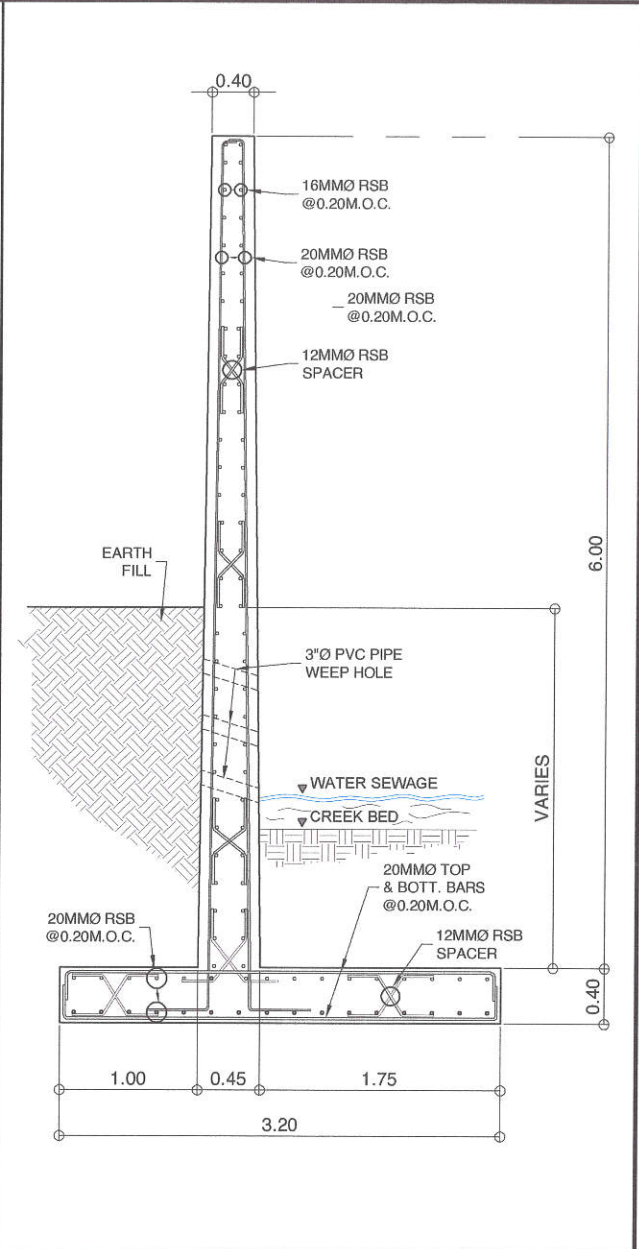 0.40
16MMØ RSB
@0.20M.O.C.
20MMØ RSB
@0.20M.O.C.
20MMØ RSB
@0.20M.O.C.
12MMØ RSB
SPACER
6.00
EARTH
FILL
3"Ø PVC PIPE
WEEP HOLE
VARIES
WATER SEWAGE
CREEK BED
20MMØ TOP
& BOTT. BARS
@0.20M.O.C.
20MMØ RSB
@0.20M.O.C.
12MMØ RSB
SPACER
0.40
1.00
0.45
1.75
3.20